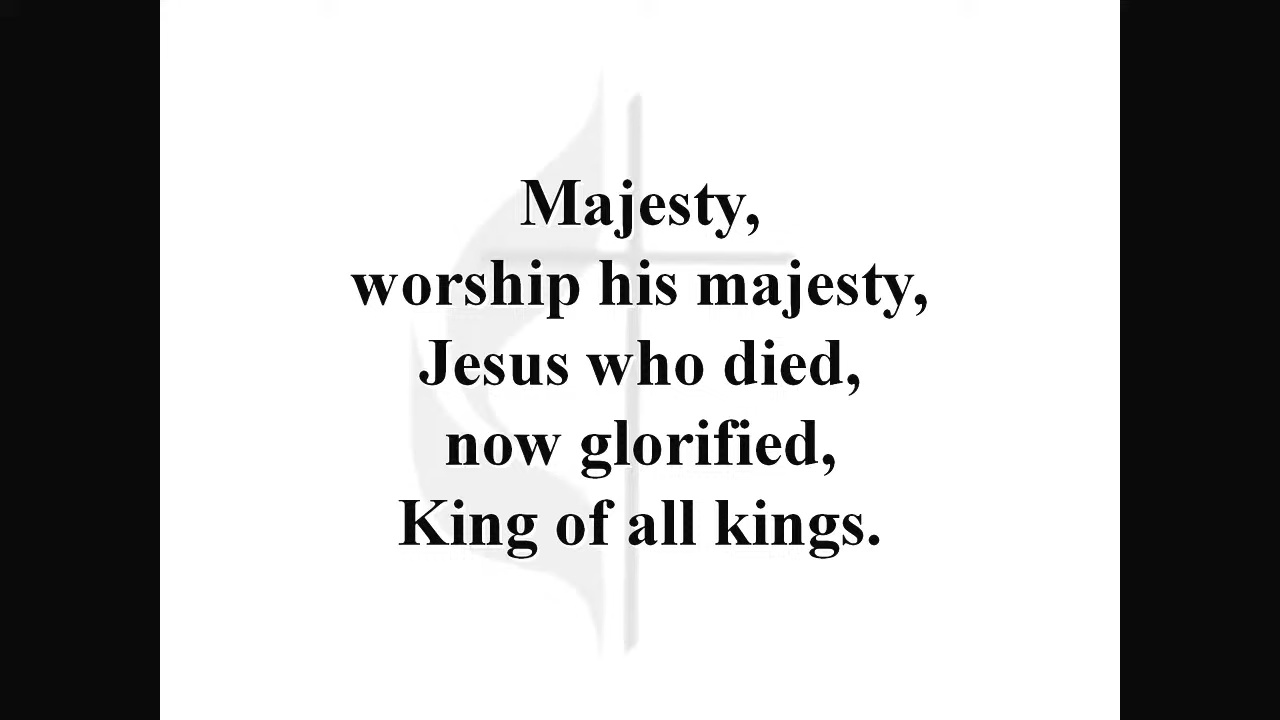 Majesty,
worship his majesty,
Jesus who died,
now glorified,
King of all kings.